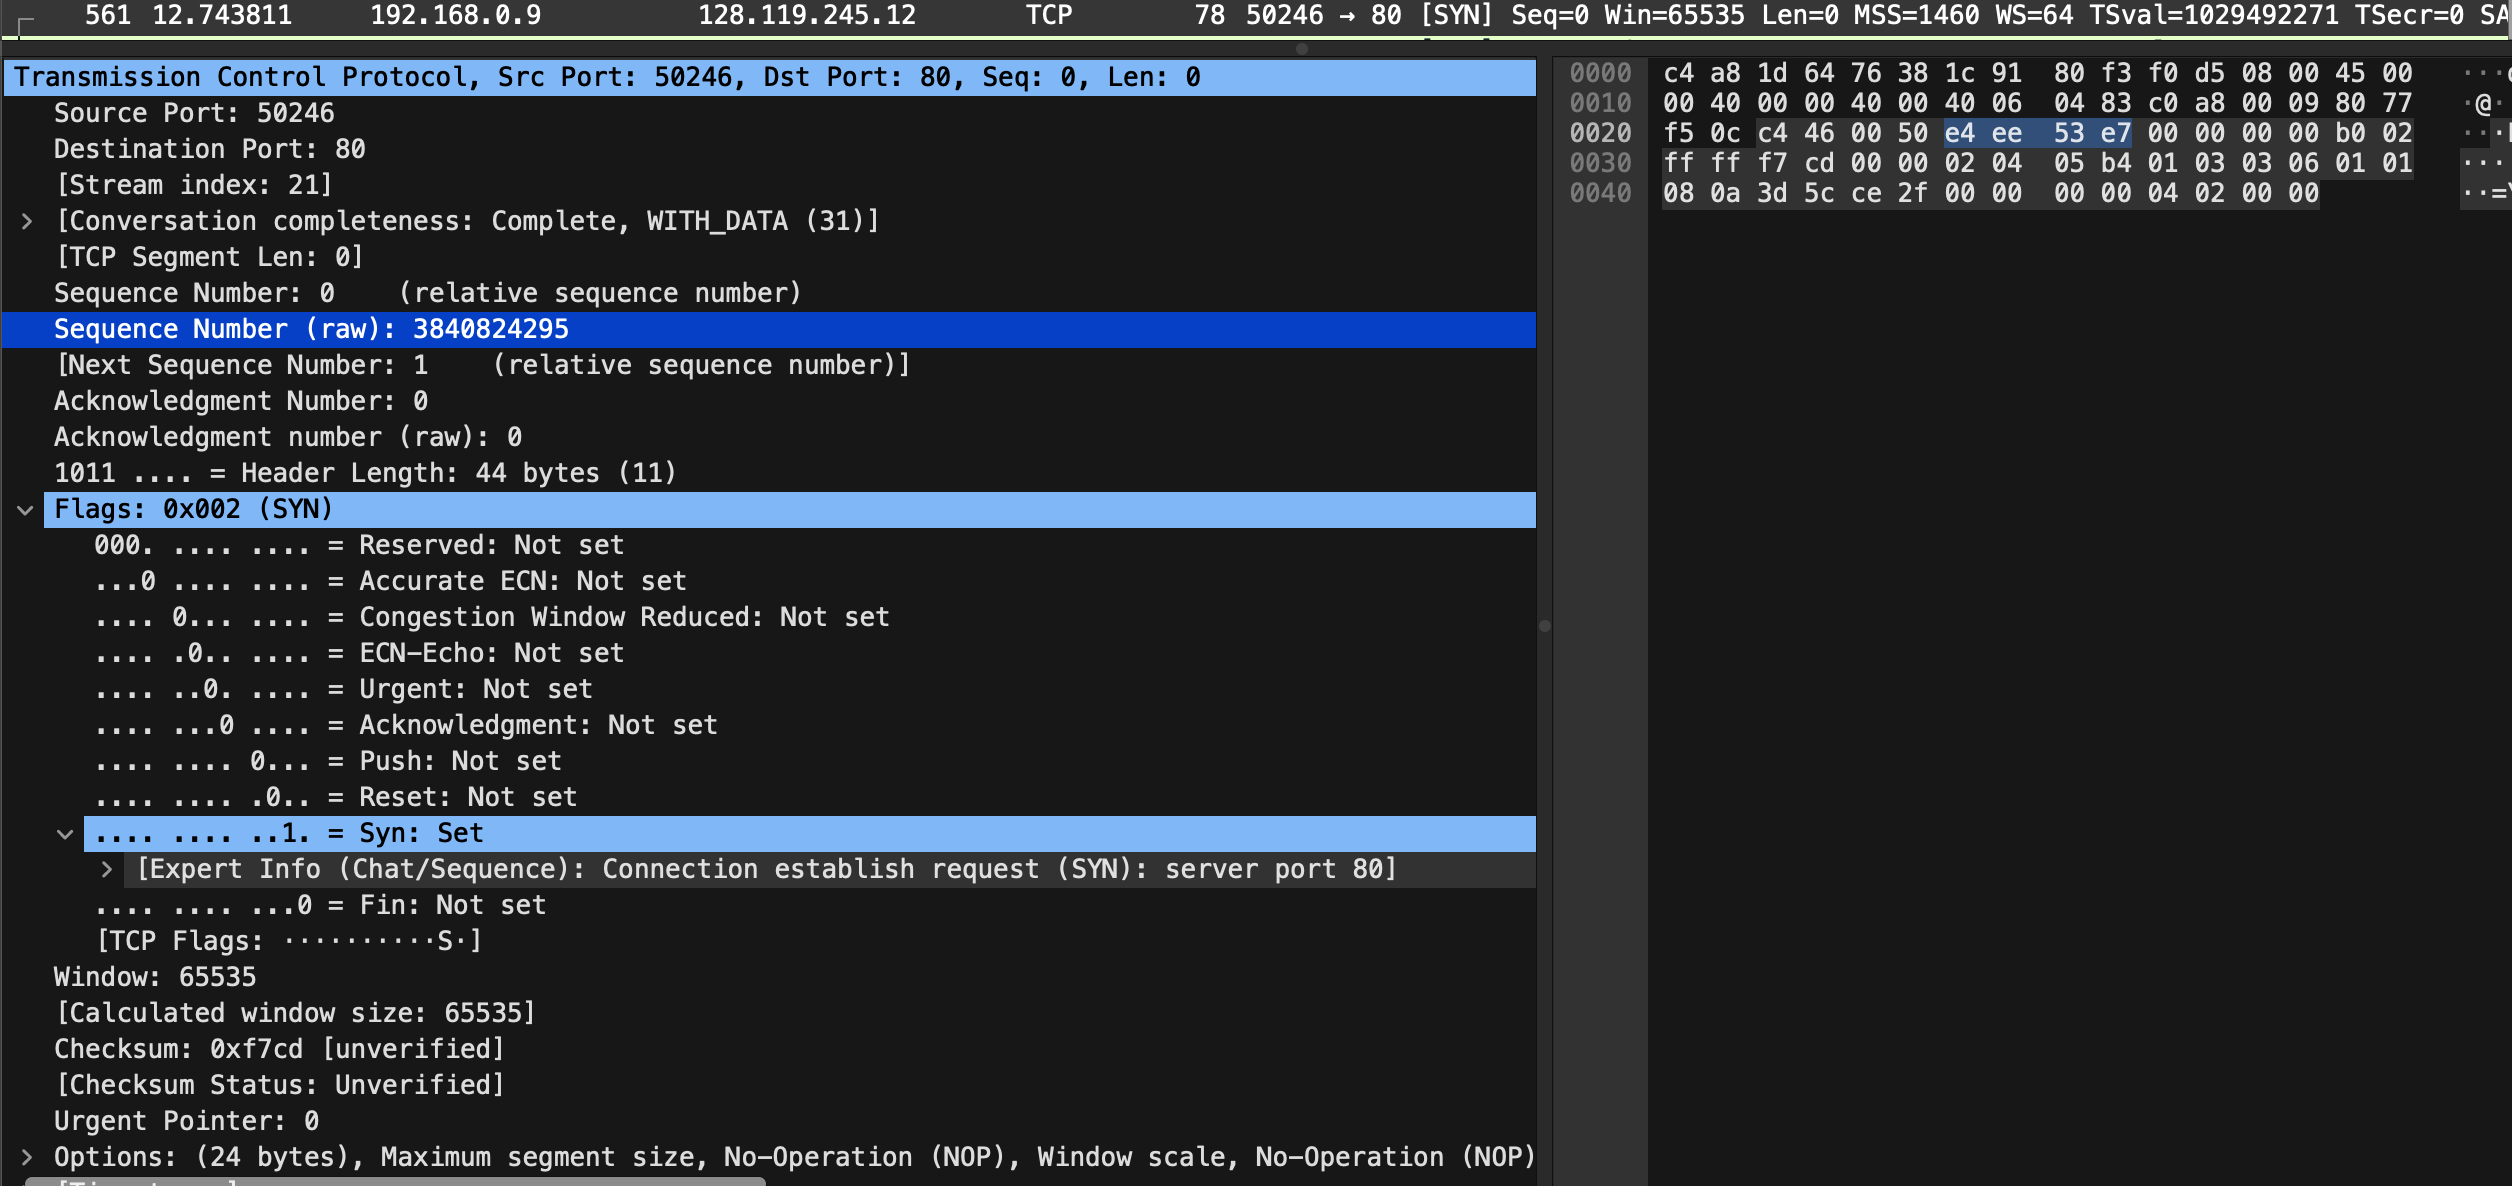 561 12.743811 192.168.0.9 128.119.245.12 TCP 78 50246 → 80 [SYN] Seq=0 Win=65535 Len=0 MSS=1460 WS=64 TSval=1029492271 TSecr=0 SA
Transmission Control Protocol, Src Port: 50246, Dst Port: 80, Seq: 0, Len: 0
Source Port: 50246
Destination Port: 80
[Stream index: 21]
[Conversation completeness: Complete, WITH_DATA (31)]
[TCP Segment Len: 0]
Sequence Number: 0 (relative sequence number)
Sequence Number (raw): 3840824295
[Next Sequence Number: 1 (relative sequence number)]
Acknowledgment Number: 0
Acknowledgment number (raw): 0
1011 .... = Header Length: 44 bytes (11)
Flags: 0x002 (SYN)
000. .... .... = Reserved: Not set
...0 .... .... = Accurate ECN: Not set
.... 0... .... = Congestion Window Reduced: Not set
.... .0.. .... = ECN-Echo: Not set
.... ..0. .... = Urgent: Not set
.... ...0 .... = Acknowledgment: Not set
.... .... 0... = Push: Not set
.... .... .0.. = Reset: Not set
.... .... ..1. = Syn: Set
[Expert Info (Chat/Sequence): Connection establish request (SYN): server port 80]
.... .... ...0 = Fin: Not set
[TCP Flags: ··········S·]
Window: 65535
[Calculated window size: 65535]
Checksum: 0xf7cd [unverified]
[Checksum Status: Unverified]
Urgent Pointer: 0
Options: (24 bytes), Maximum segment size, No-Operation (NOP), Window scale, No-Operation (NOP)
0000 c4 a8 1d 64 76 38 1c 91 80 f3 f0 d5 08 00 45 00 ···
0010 00 40 00 00 40 00 40 06 04 83 c0 a8 00 09 80 77 ·@·
0020 f5 0c c4 46 00 50 e4 ee 53 e7 00 00 00 00 b0 02 ···
0030 ff ff f7 cd 00 00 02 04 05 b4 01 03 03 06 01 01 ···
0040 08 0a 3d 5c ce 2f 00 00 00 00 04 02 00 00 ··=